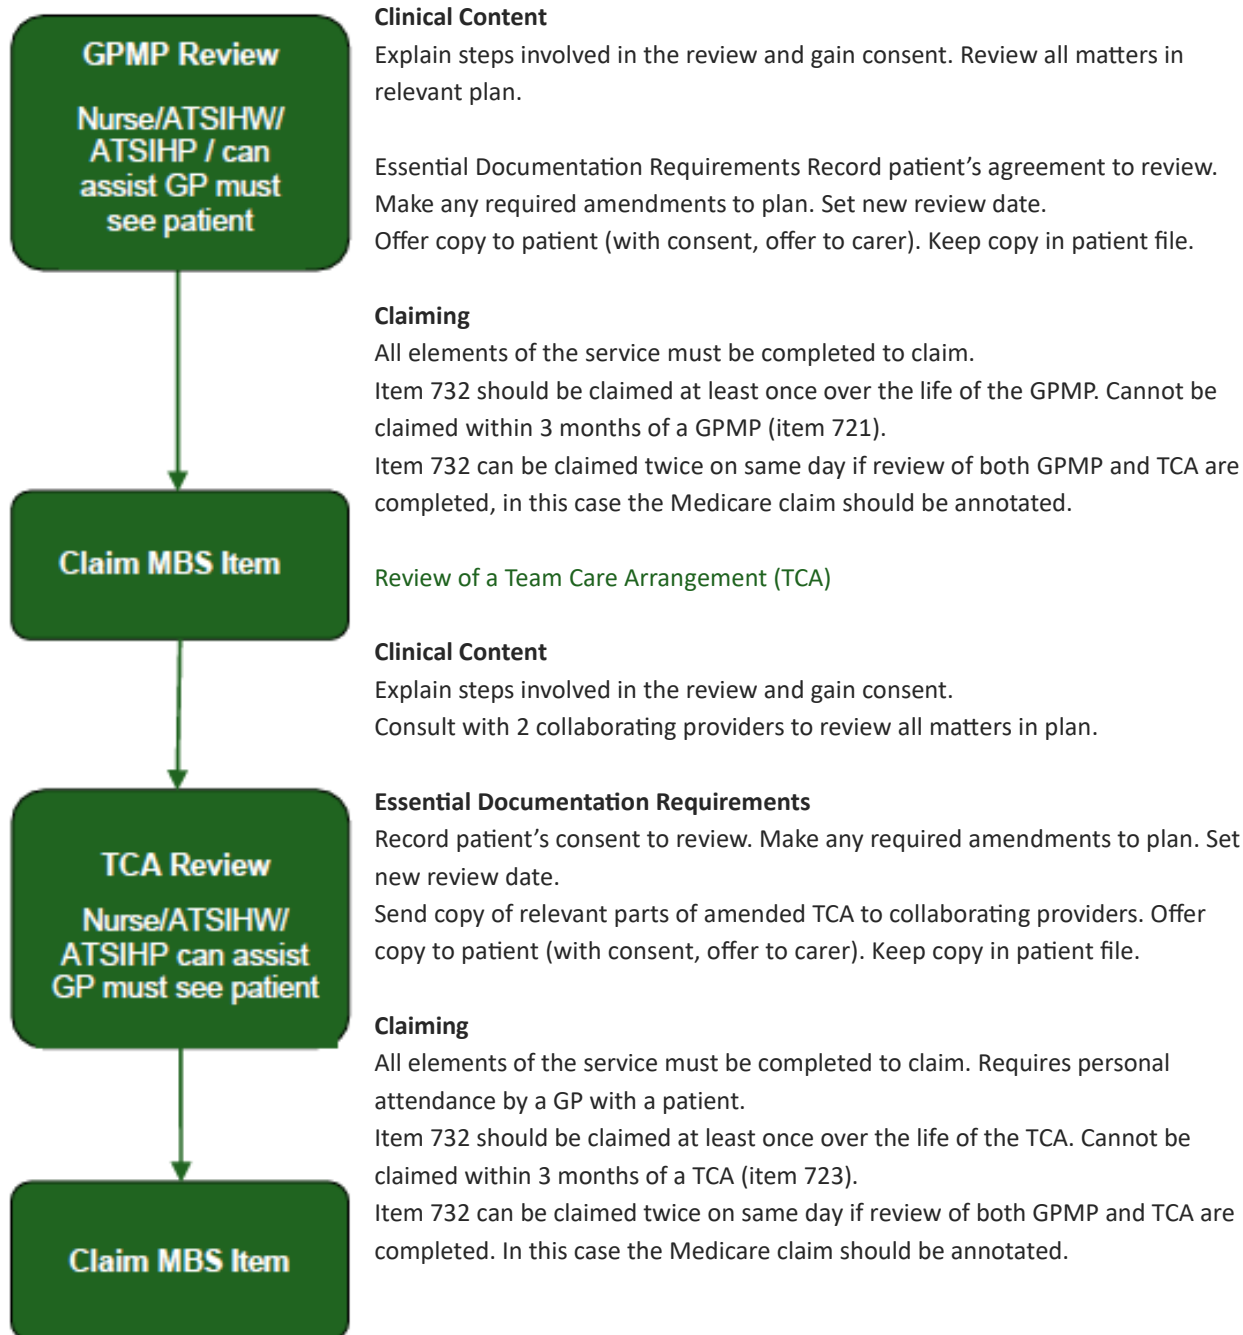 GPMP Review
Nurse/ATSIHW/
ATSIHP / can
assist GP must
see patient
Clinical Content
Explain steps involved in the review and gain consent. Review all matters in
relevant plan.
Essential Documentation Requirements Record patient’s agreement to review.
Make any required amendments to plan. Set new review date.
Offer copy to patient (with consent, offer to carer). Keep copy in patient file.
Claiming
All elements of the service must be completed to claim.
Item 732 should be claimed at least once over the life of the GPMP. Cannot be
claimed within 3 months of a GPMP (item 721).
Item 732 can be claimed twice on same day if review of both GPMP and TCA are
completed, in this case the Medicare claim should be annotated.
Claim MBS Item
Review of a Team Care Arrangement (TCA)
Clinical Content
Explain steps involved in the review and gain consent.
Consult with 2 collaborating providers to review all matters in plan.
TCA Review
Nurse/ATSIHW/
ATSIHP can assist
GP must see patient
Essential Documentation Requirements
Record patient’s consent to review. Make any required amendments to plan. Set
new review date.
Send copy of relevant parts of amended TCA to collaborating providers. Offer
copy to patient (with consent, offer to carer). Keep copy in patient file.
Claiming
All elements of the service must be completed to claim. Requires personal
attendance by a GP with a patient.
Item 732 should be claimed at least once over the life of the TCA. Cannot be
claimed within 3 months of a TCA (item 723).
Item 732 can be claimed twice on same day if review of both GPMP and TCA are
completed. In this case the Medicare claim should be annotated.
Claim MBS Item